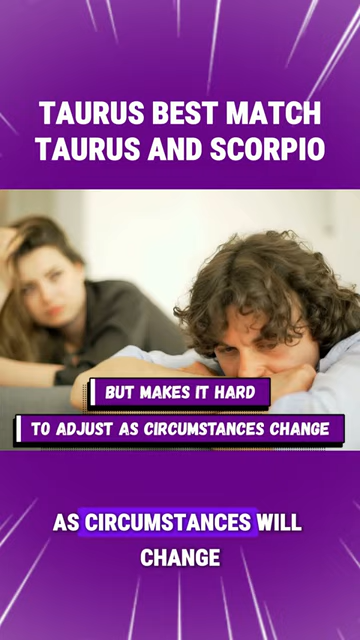 TAURUS BEST MATCH
TAURUS AND SCORPIO
BUT MAKES IT HARD
TO ADJUST AS CIRCUMSTANCES CHANGE
AS CIRCUMSTANCES WILL
CHANGE